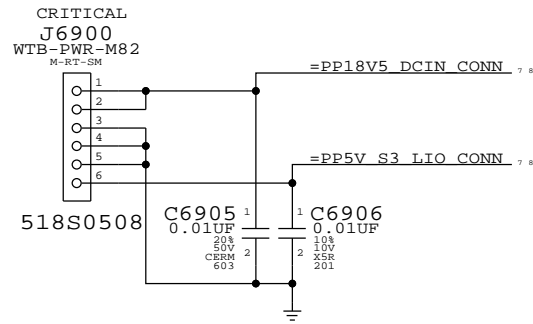 CRITICAL
J6900
WTB-PWR-M82
M-RT-SM
1
2
3
4
5
6
518S0508
=PP18V5_DCIN_CONN 7 8
=PP5V_S3_LIO_CONN 7 8
C6905 1
0.01UF
20%
50V
CERM 2
603
1 C6906
0.01UF
10%
10V
2 X5R
201